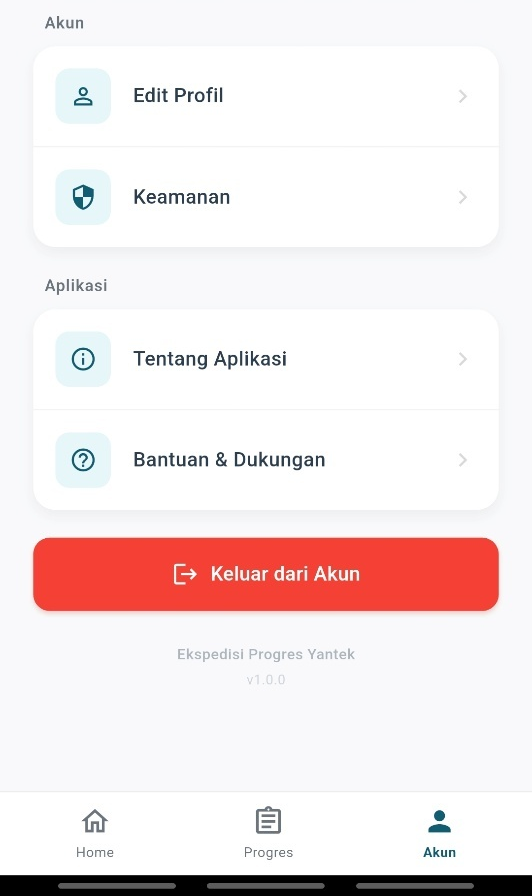 Akun
Edit Profil
Keamanan
Aplikasi
Tentang Aplikasi
Bantuan & Dukungan
Keluar dari Akun
Ekspedisi Progres Yantek
v1.0.0
Home
Progres
Akun